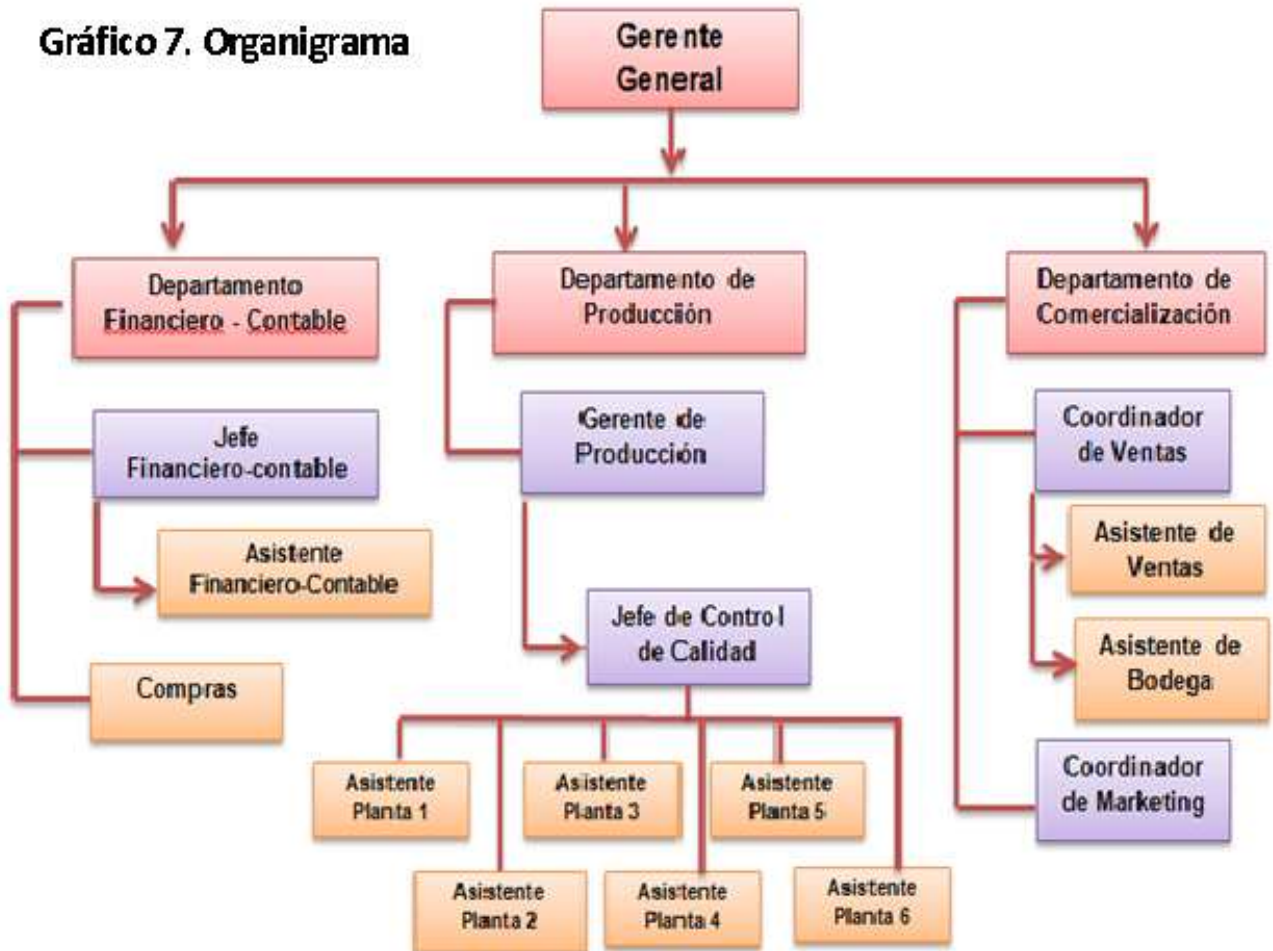 Gráfico 7. Organigrama
Gerente
General
Departamento
Financiero - Contable
Departamento de
Producción
Departamento de
Comercialización
Jefe
Financiero-contable
Gerente de
Producción
Coordinador
de Ventas
Asistente
Financiero-Contable
Asistente de
Ventas
Jefe de Control
de Calidad
Asistente de
Bodega
Compras
Coordinador
de Marketing
Asistente
Planta 1
Asistente
Planta 3
Asistente
Planta 5
Asistente
Planta 2
Asistente
Planta 4
Asistente
Planta 6